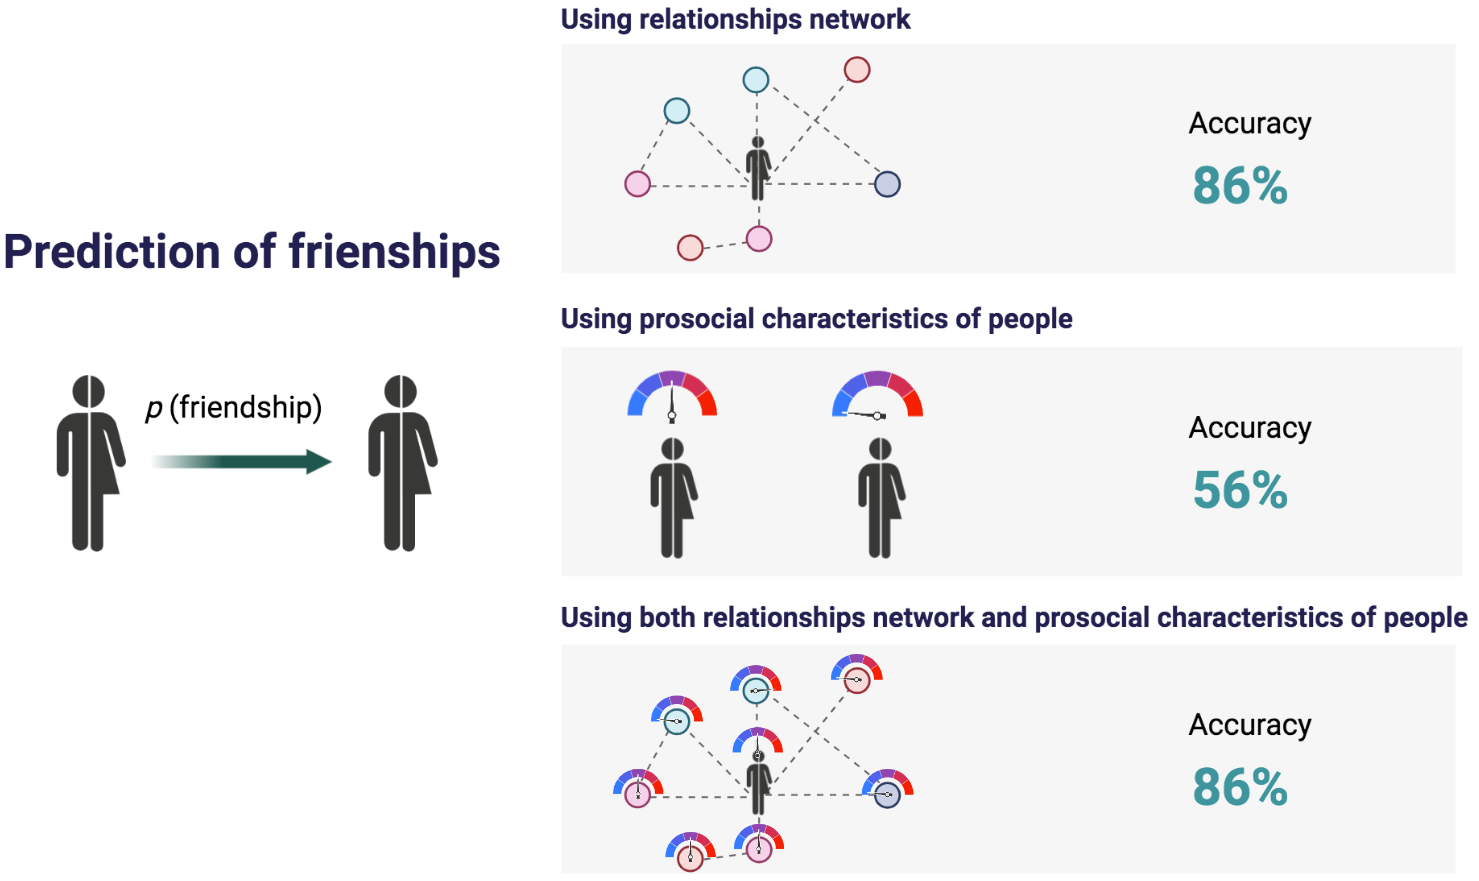 Prediction of frienships
p (friendship)
Using relationships network
Accuracy
86%
Using prosocial characteristics of people
Accuracy
56%
Using both relationships network and prosocial characteristics of people
Accuracy
86%